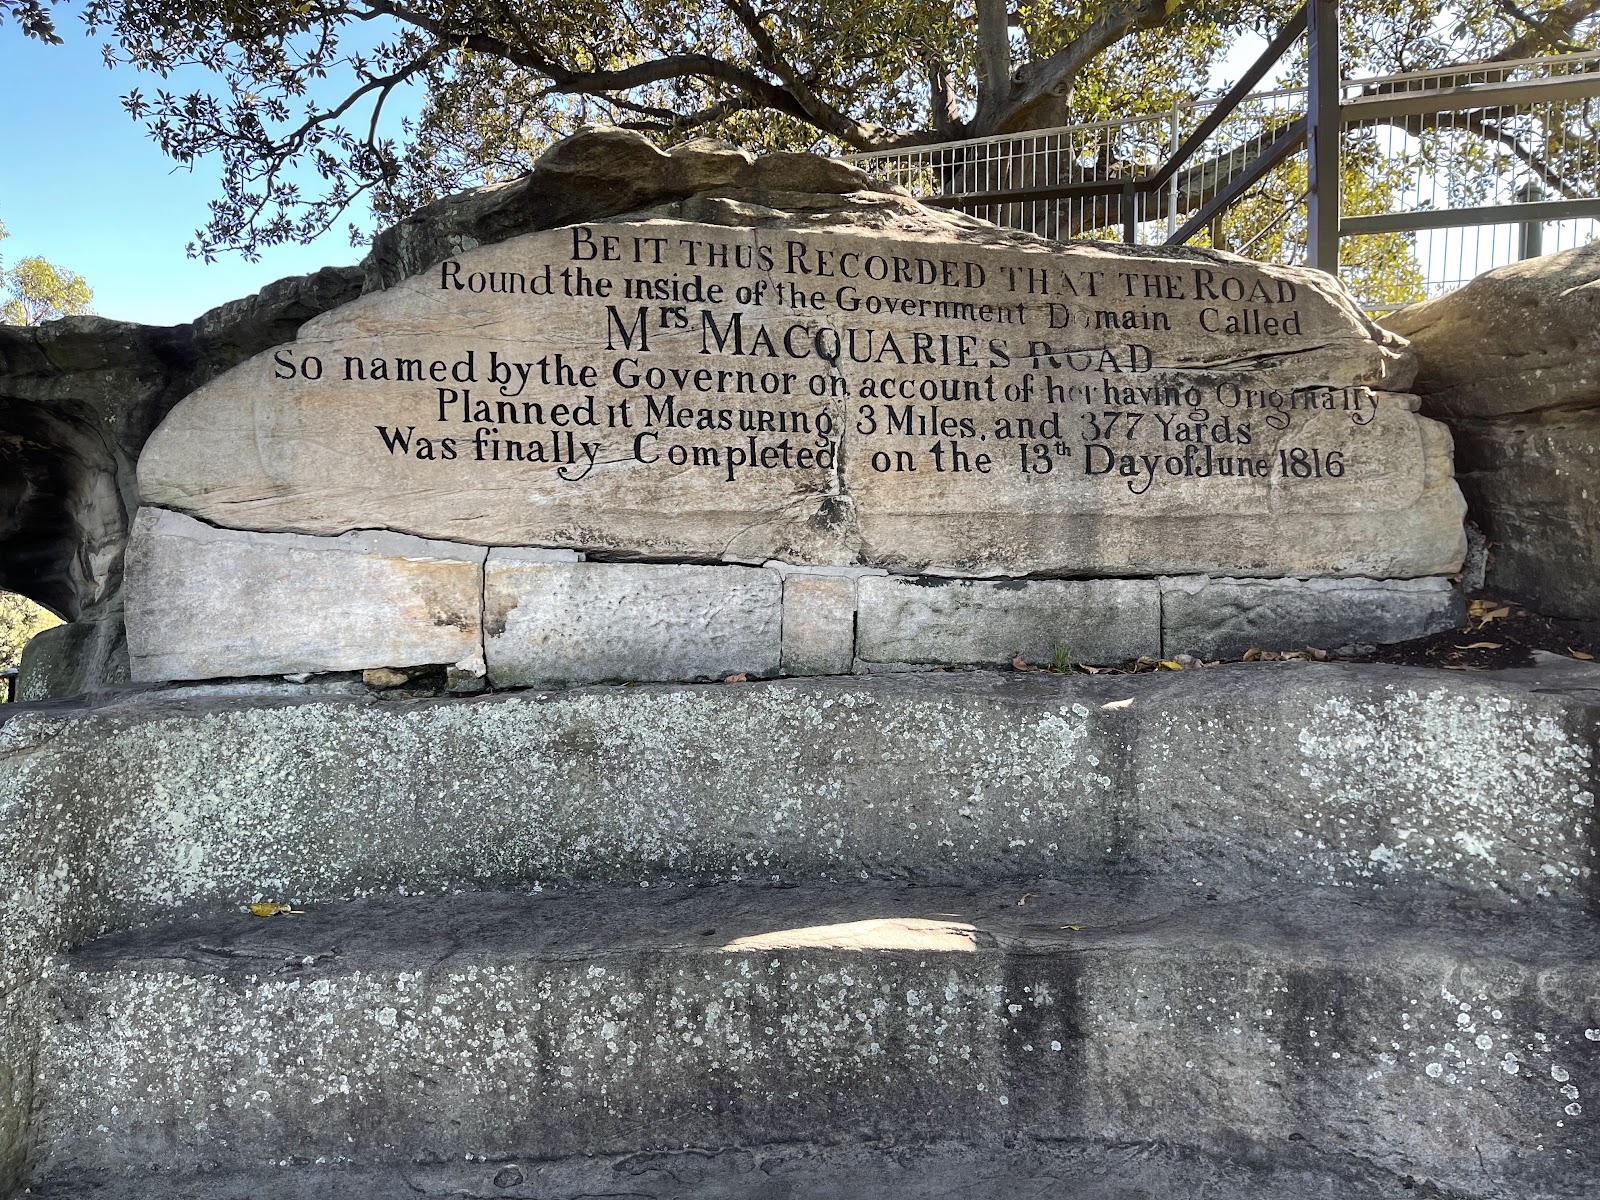 BE IT THUS RECORDED THAT THE ROAD
Round the inside of the Government Domain Called
Mrs MACQUARIES ROAD
So named by the Governor on account of her having Originally
Planned it Measuring 3 Miles, and 377 Yards
Was finally Completed on the 13th Day of June 1816